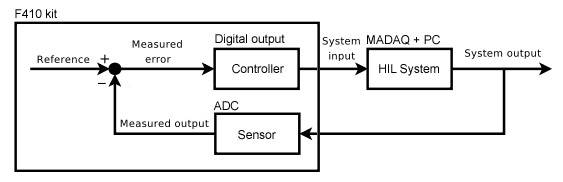 F410 kit
Digital output
MADAQ + PC
Reference
+
Measured
error
Controller
System
input
HIL System
System output
−
ADC
Measured output
Sensor